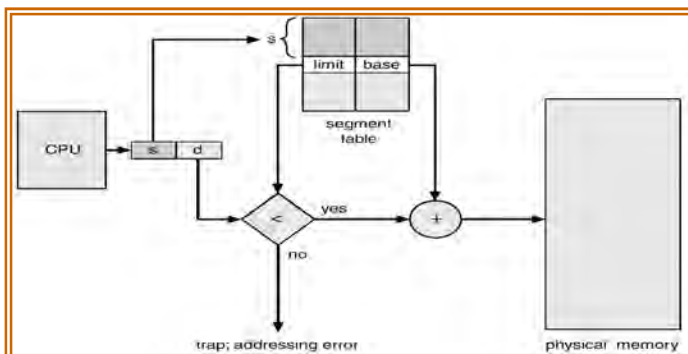 s
limit base
segment
table
CPU
s d
<
yes
+
no
trap; addressing error
physical memory